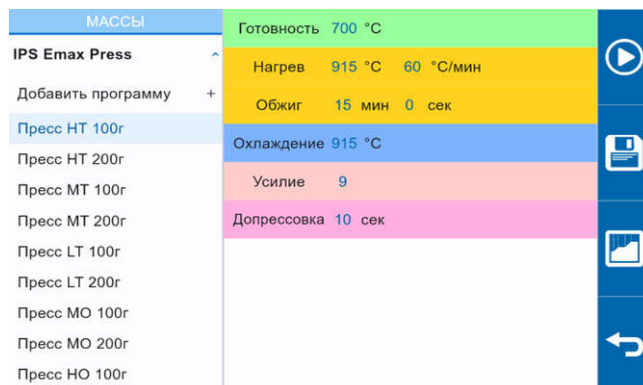 МАССЫ
IPS Emax Press
Добавить программу +
Пресс HT 100г
Пресс HT 200г
Пресс MT 100г
Пресс MT 200г
Пресс LT 100г
Пресс LT 200г
Пресс MO 100г
Пресс MO 200г
Пресс HO 100г
Готовность 700 °C
Нагрев 915 °C 60 °C/мин
Обжиг 15 мин 0 сек
Охлаждение 915 °C
Усилие 9
Допрессовка 10 сек